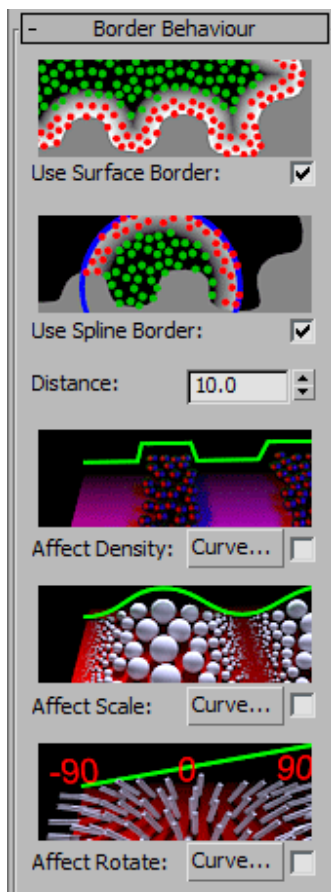 - Border Behaviour
Use Surface Border:
Use Spline Border:
Distance: 10.0
Affect Density: Curve...
Affect Scale: Curve...
-90 0 90
Affect Rotate: Curve...